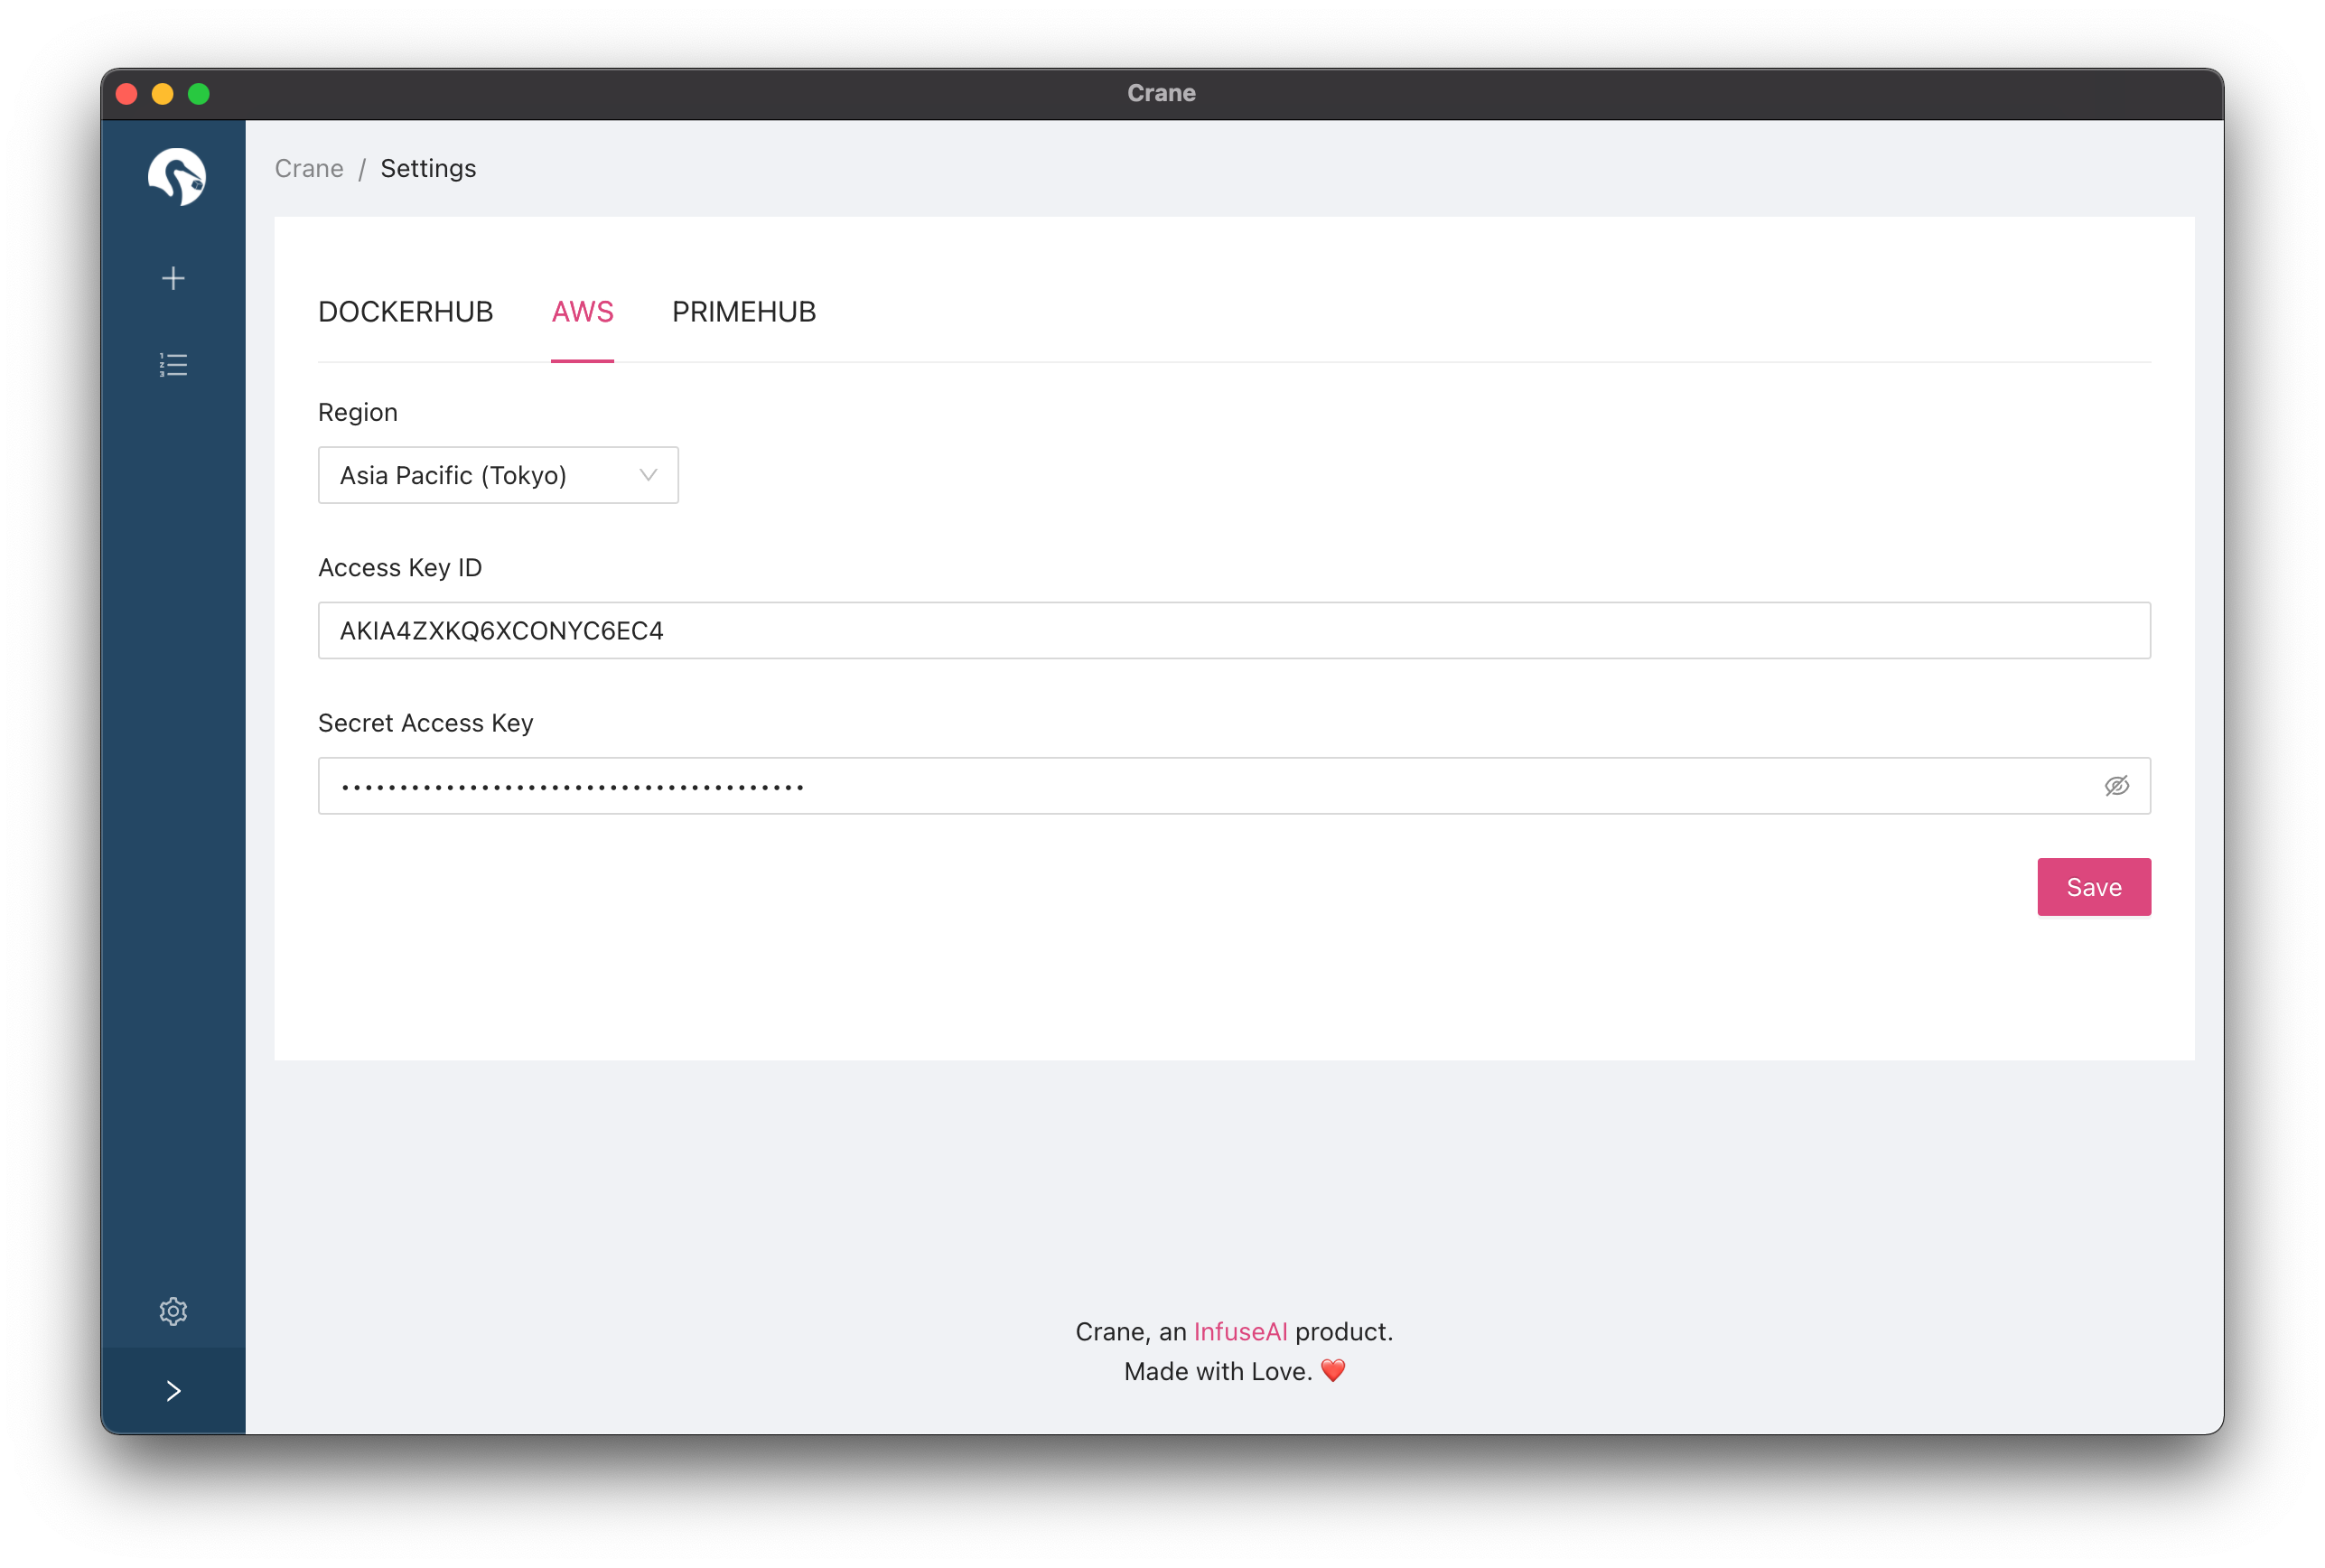 Crane
Crane / Settings
DOCKERHUB AWS PRIMEHUB
Region
Asia Pacific (Tokyo)
Access Key ID
AKIA4ZXKQ6XCONYC6EC4
Secret Access Key
••••••••••••••••••••••••••••••••••••••••
Save
Crane, an InfuseAI product.
Made with Love. ❤️